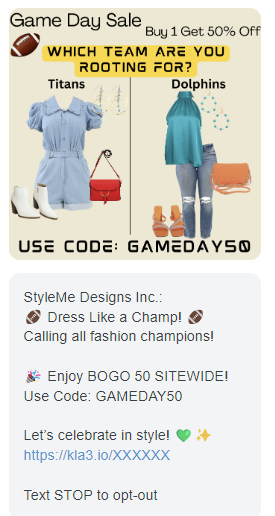 Game Day Sale
Buy 1 Get 50% Off
WHICH TEAM ARE YOU
ROOTING FOR?
Titans
Dolphins
USE CODE: GAMEDAY50
StyleMe Designs Inc.:
🏈 Dress Like a Champ! 🏈
Calling all fashion champions!
🎉 Enjoy BOGO 50 SITEWIDE!
Use Code: GAMEDAY50
Let’s celebrate in style! 💚 ✨
https://kla3.io/XXXXXX
Text STOP to opt-out